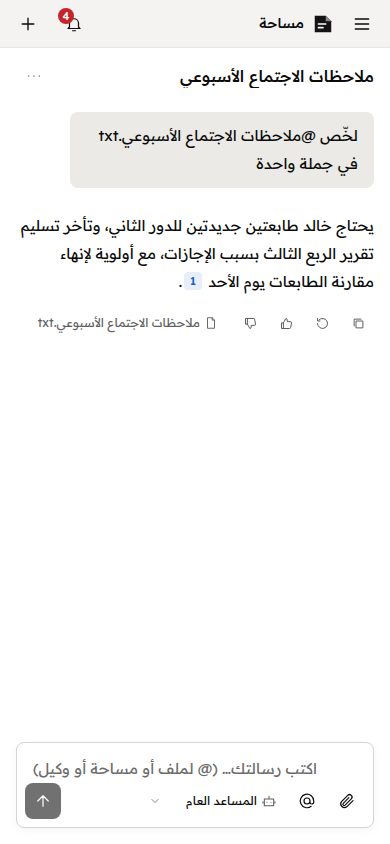 مساحة
4
ملاحظات الاجتماع الأسبوعي
...
لخّص @ملاحظات الاجتماع الأسبوعي.txt
في جملة واحدة
يحتاج خالد طابعتين جديدتين للدور الثاني، وتأخر تسليم
تقرير الربع الثالث بسبب الإجازات، مع أولوية لإنهاء
مقارنة الطابعات يوم الأحد 1.
ملاحظات الاجتماع الأسبوعي.txt
اكتب رسالتك... (@ لملف أو مساحة أو وكيل)
المساعد العام